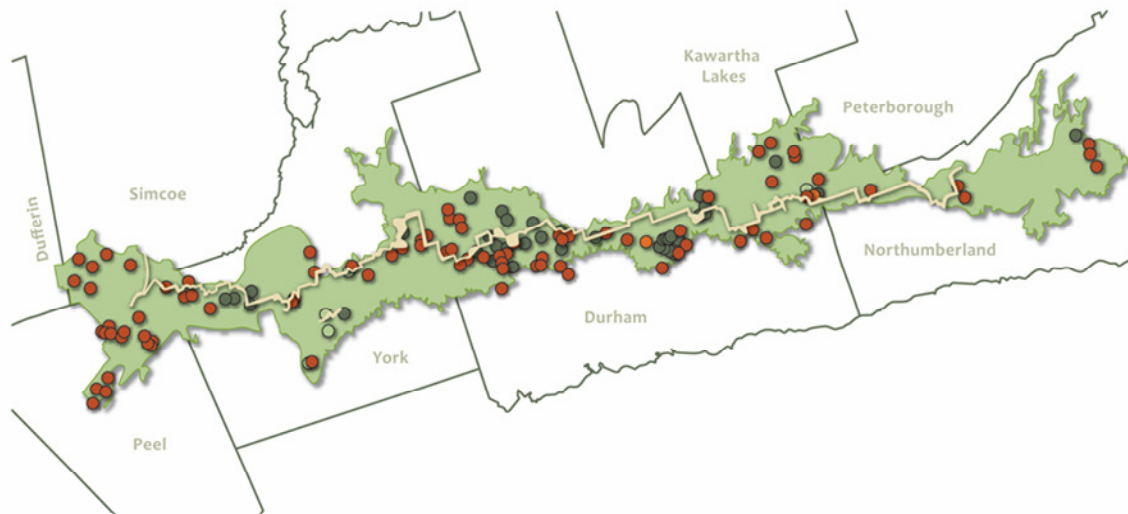 Kawartha
Lakes
Peterborough
Simcoe
Dufferin
Northumberland
Durham
York
Peel